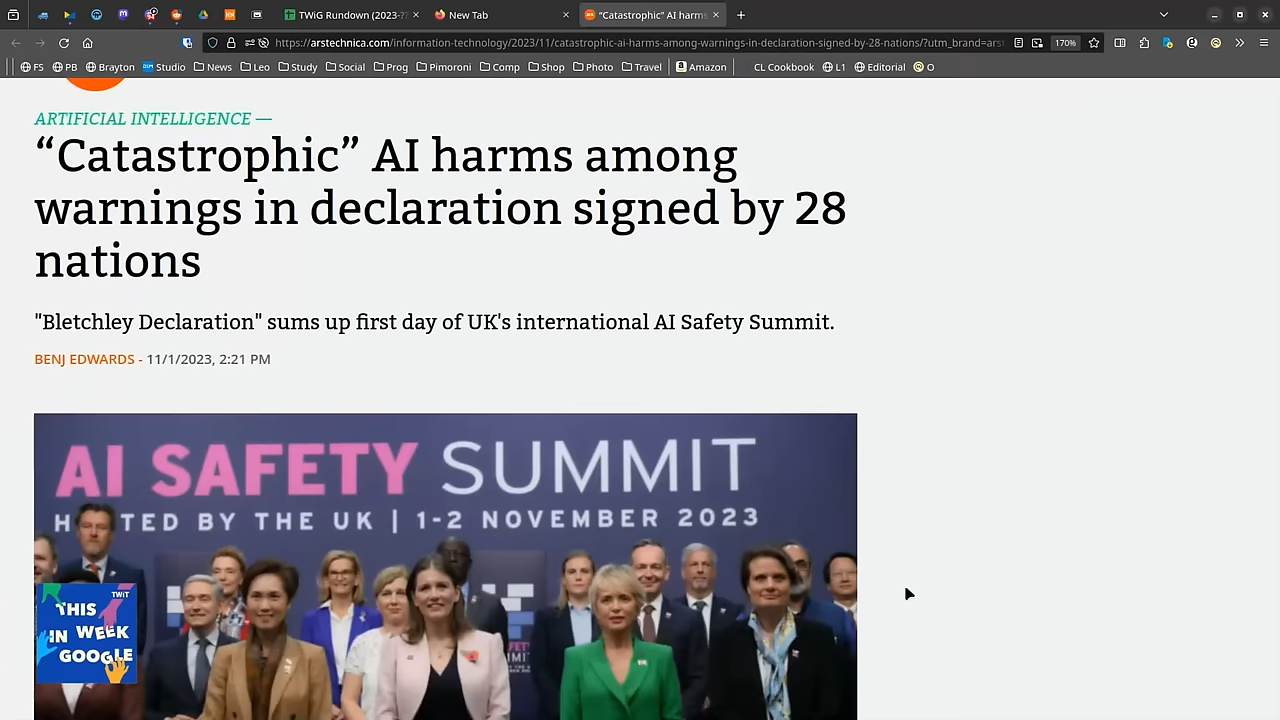 TWiG Rundown (2023-??
New Tab
“Catastrophic” AI harms
https://arstechnica.com/information-technology/2023/11/catastrophic-ai-harms-among-warnings-in-declaration-signed-by-28-nations/?utm_brand=ars
170%
FS PB Brayton Studio News Leo Study Social Prog Pimoroni Comp Shop Photo Travel Amazon CL Cookbook L1 Editorial O
ARTIFICIAL INTELLIGENCE —
“Catastrophic” AI harms among
warnings in declaration signed by 28
nations
"Bletchley Declaration" sums up first day of UK's international AI Safety Summit.
BENJ EDWARDS - 11/1/2023, 2:21 PM
AI SAFETY SUMMIT
HOSTED BY THE UK | 1-2 NOVEMBER 2023
TWiT
THIS
IN WEEK
GOOGLE